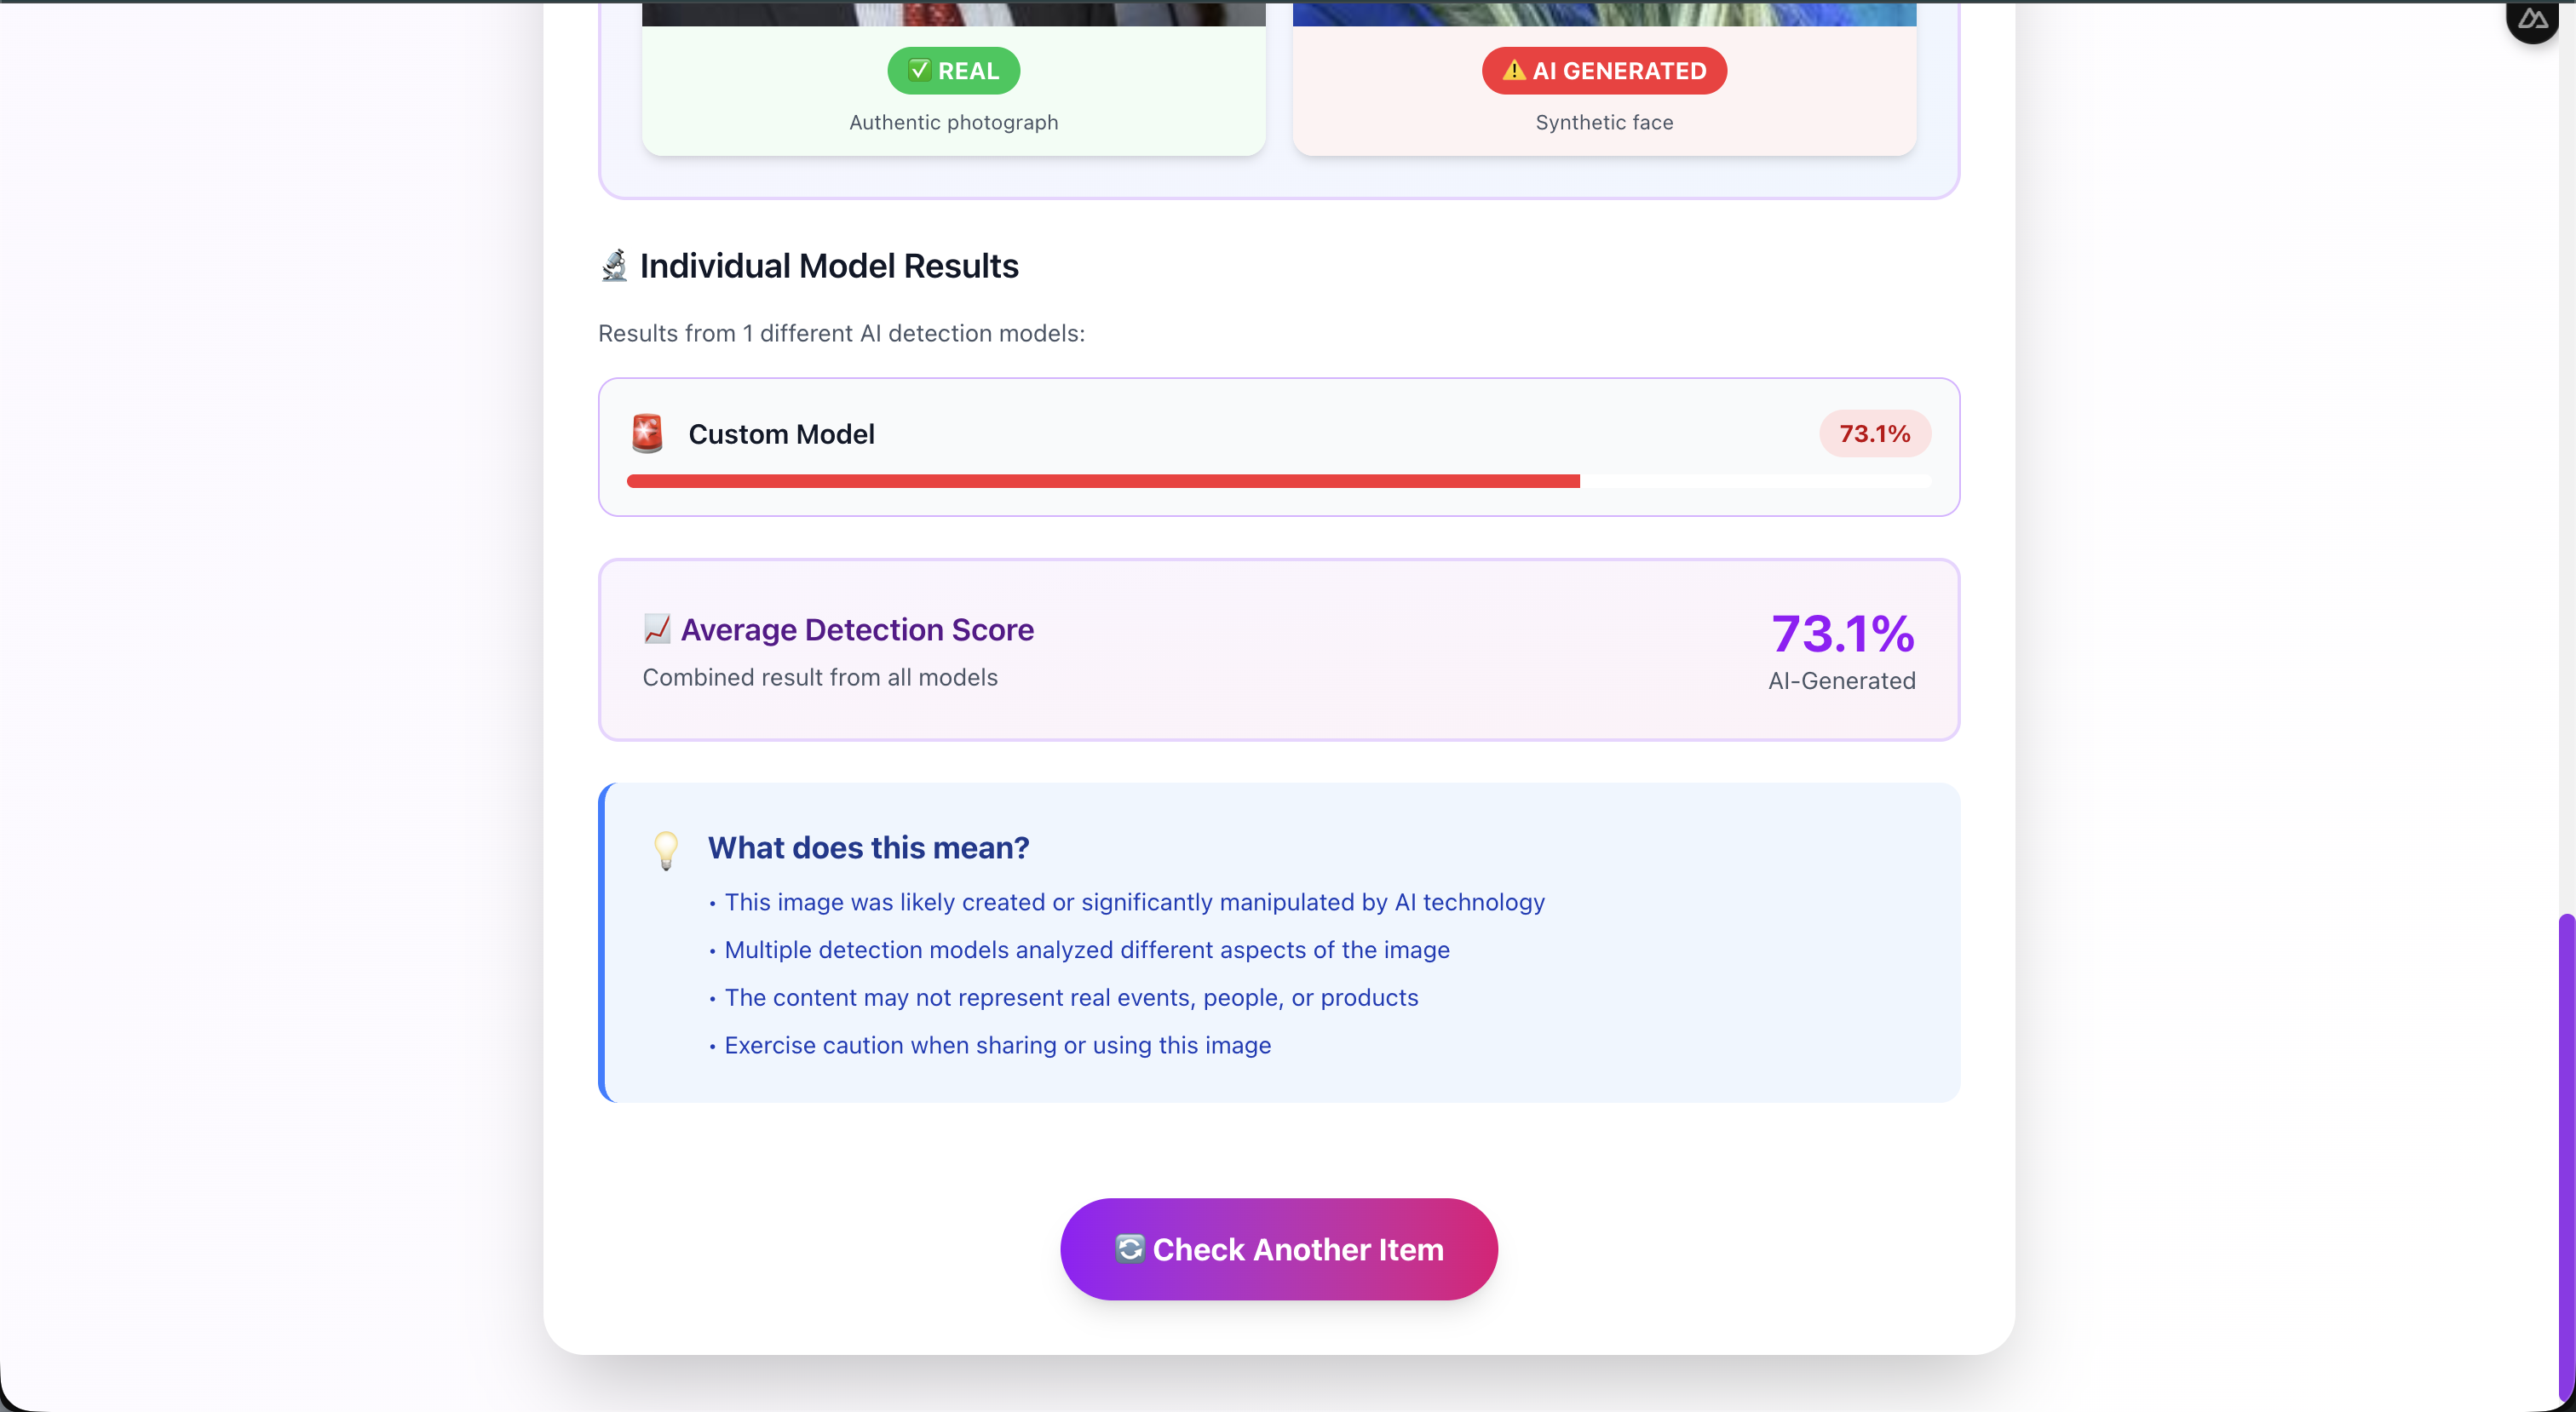 ✅ REAL
Authentic photograph
⚠️ AI GENERATED
Synthetic face
🔬 Individual Model Results
Results from 1 different AI detection models:
🚨 Custom Model
73.1%
📈 Average Detection Score
Combined result from all models
73.1%
AI-Generated
💡 What does this mean?
• This image was likely created or significantly manipulated by AI technology
• Multiple detection models analyzed different aspects of the image
• The content may not represent real events, people, or products
• Exercise caution when sharing or using this image
🔄 Check Another Item